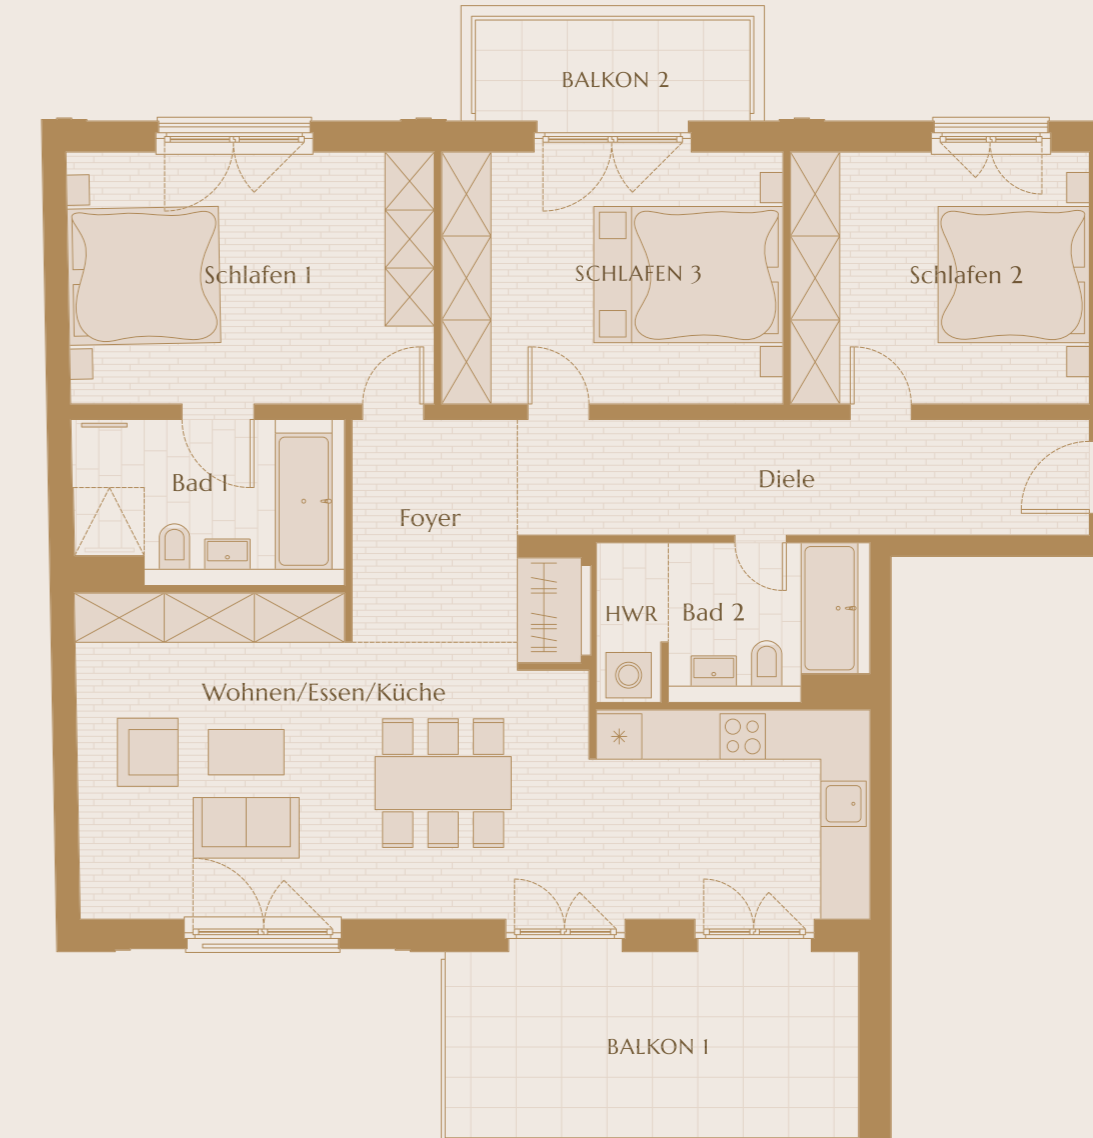 BALKON 2
Schlafen 1
SCHLAFEN 3
Schlafen 2
Bad 1
Diele
Foyer
HWR
Bad 2
Wohnen/Essen/Küche
BALKON 1